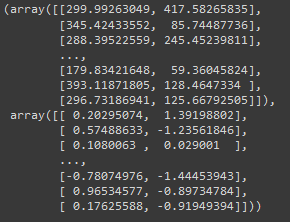 (array([[299.99263049, 417.58265835],
[345.42433552,  85.74487736],
[288.39522559, 245.45239811],
...,
[179.83421648,  59.36045824],
[393.11871805, 128.4647334 ],
[296.73186941, 125.66792505]]),
array([[ 0.20295074,  1.39198802],
[ 0.57488633, -1.23561846],
[ 0.1080063 ,  0.029001  ],
...,
[-0.78074976, -1.44453943],
[ 0.96534577, -0.89734784],
[ 0.17625588, -0.91949394]]))